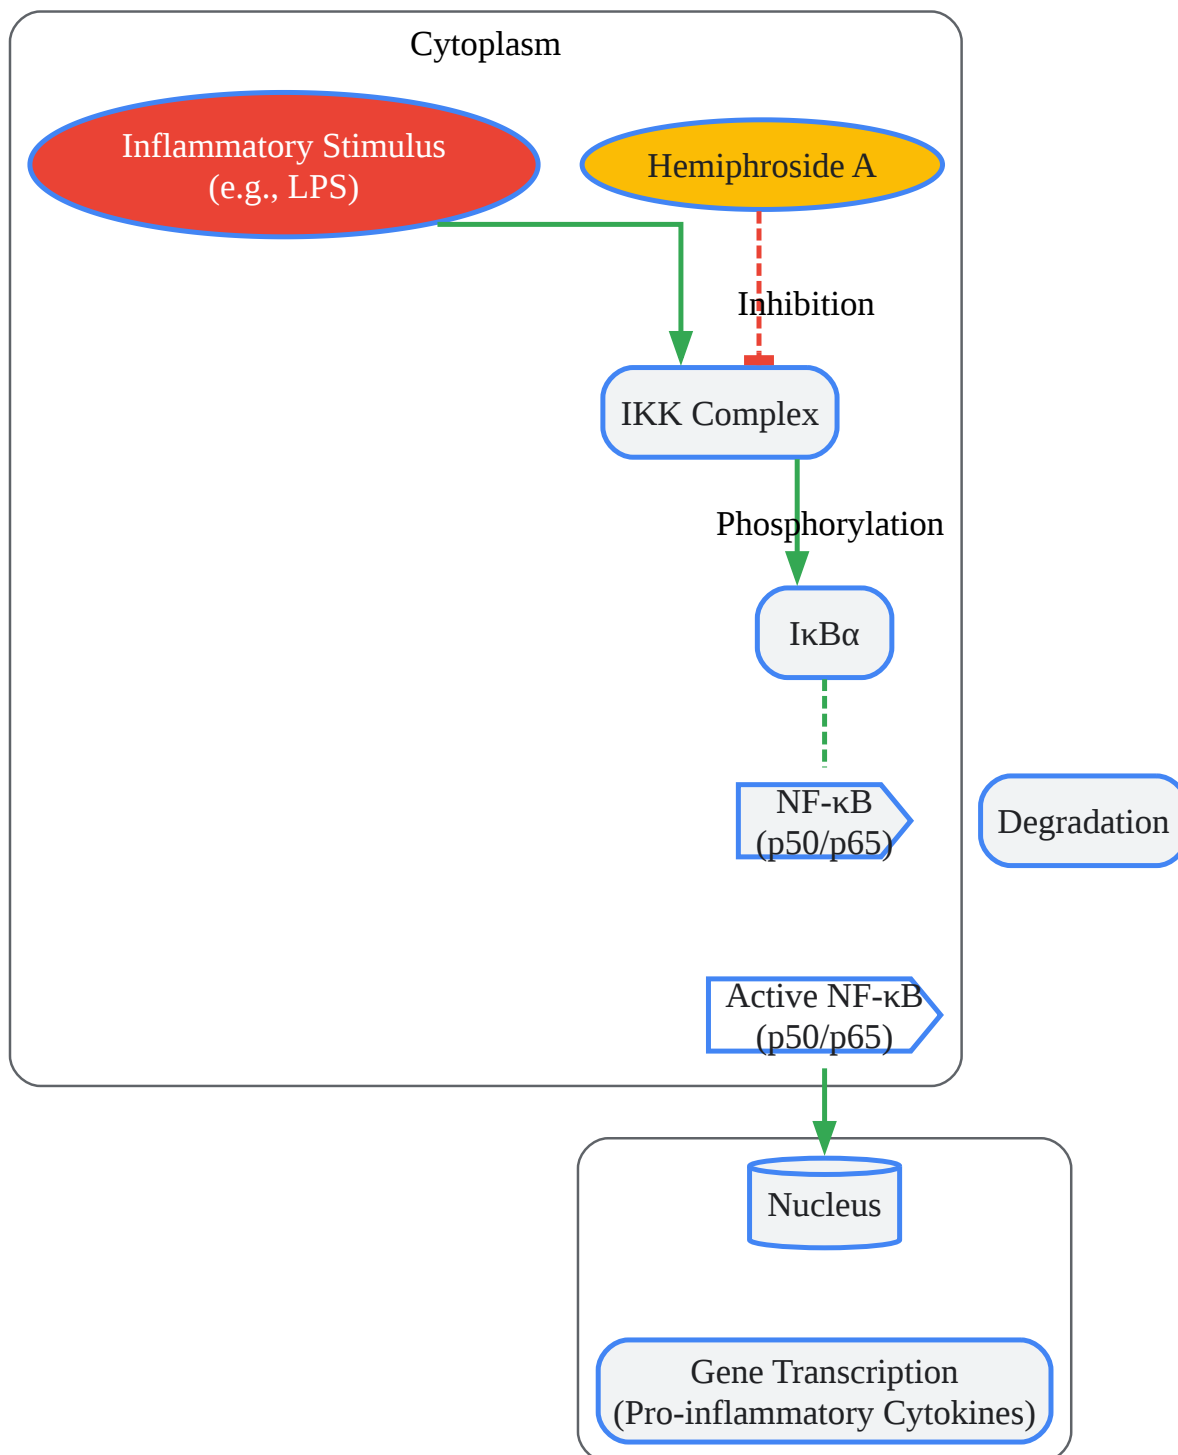 Cytoplasm
Inflammatory Stimulus
(e.g., LPS)
Hemiphroside A
Inhibition
IKK Complex
Phosphorylation
IκBα
NF-κB
(p50/p65)
Degradation
Active NF-κB
(p50/p65)
Nucleus
Gene Transcription
(Pro-inflammatory Cytokines)